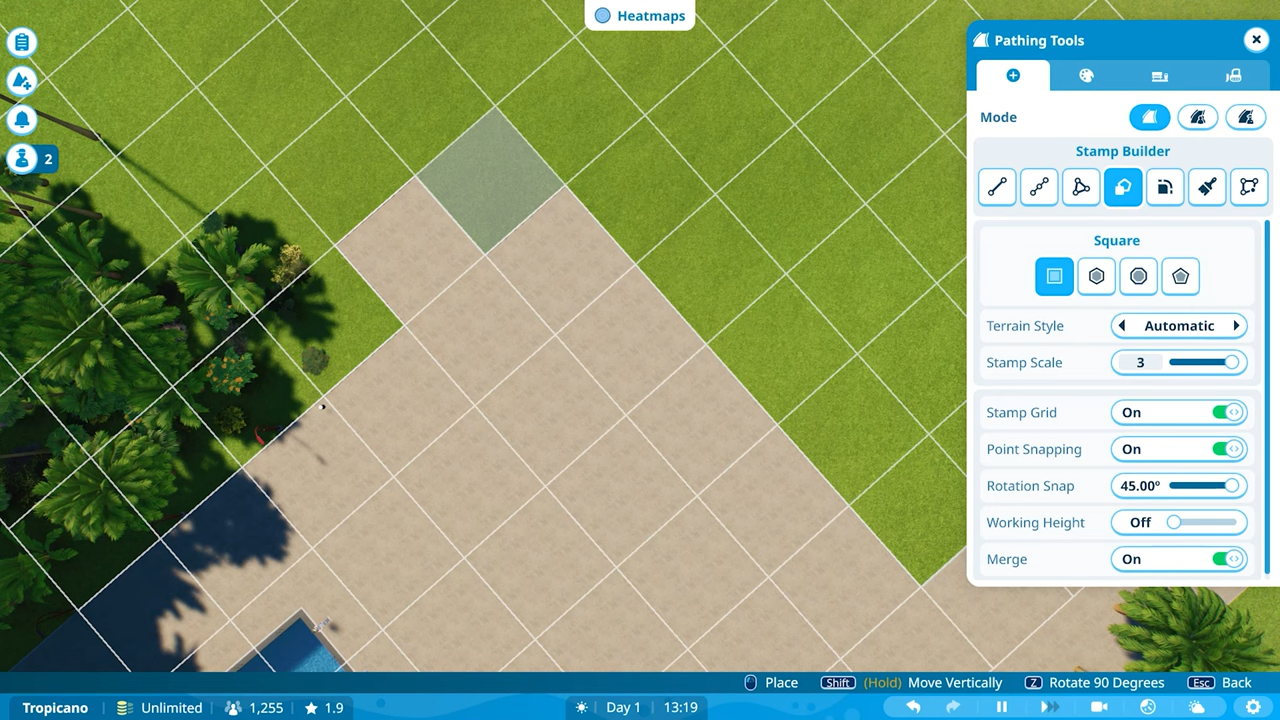 Heatmaps
Pathing Tools
2
Mode
Stamp Builder
Square
Terrain Style
Automatic
Stamp Scale
3
Stamp Grid
On
Point Snapping
On
Rotation Snap
45.00º
Working Height
Off
Merge
On
Place
Shift (Hold) Move Vertically
Z Rotate 90 Degrees
Esc Back
Tropicano
Unlimited
1,255
1.9
Day 1
13:19